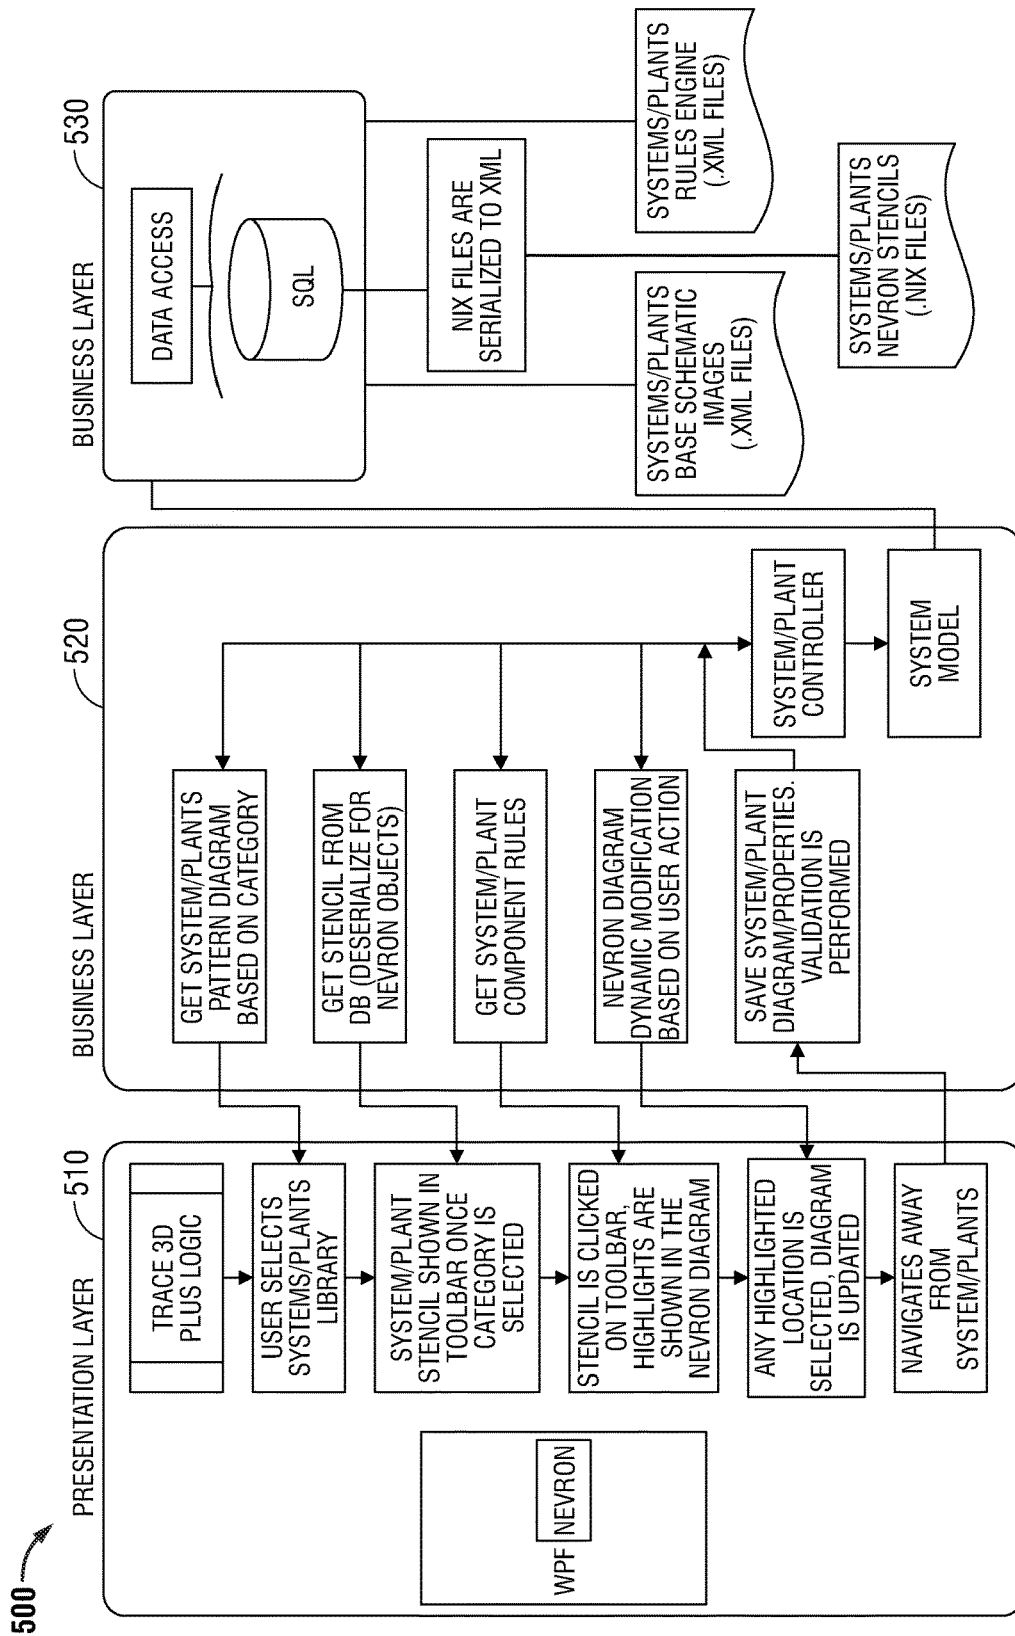 500
PRESENTATION LAYER
510
WPF
NEVRON
TRACE 3D
PLUS LOGIC
USER SELECTS
SYSTEMS/PLANTS
LIBRARY
SYSTEM/PLANT
STENCIL SHOWN IN
TOOLBAR ONCE
CATEGORY IS
SELECTED
STENCIL IS CLICKED
ON TOOLBAR,
HIGHLIGHTS ARE
SHOWN IN THE
NEVRON DIAGRAM
ANY HIGHLIGHTED
LOCATION IS
SELECTED, DIAGRAM
IS UPDATED
NAVIGATES AWAY
FROM
SYSTEM/PLANTS
BUSINESS LAYER
520
GET SYSTEM/PLANTS
PATTERN DIAGRAM
BASED ON CATEGORY
GET STENCIL FROM
DB (DESERIALIZE FOR
NEVRON OBJECTS)
GET SYSTEM/PLANT
COMPONENT RULES
NEVRON DIAGRAM
DYNAMIC MODIFICATION
BASED ON USER ACTION
SAVE SYSTEM/PLANT
DIAGRAM/PROPERTIES.
VALIDATION IS
PERFORMED
SYSTEM/PLANT
CONTROLLER
SYSTEM
MODEL
BUSINESS LAYER
530
DATA ACCESS
SQL
NIX FILES ARE
SERIALIZED TO XML
SYSTEMS/PLANTS
BASE SCHEMATIC
IMAGES
(.XML FILES)
SYSTEMS/PLANTS
RULES ENGINE
(.XML FILES)
SYSTEMS/PLANTS
NEVRON STENCILS
(.NIX FILES)